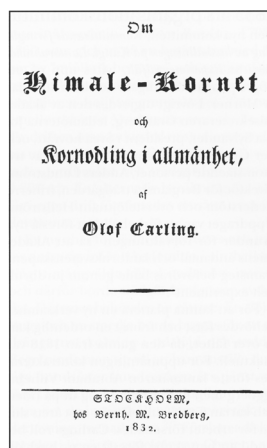 Om
Himale-Kornet
och
Kornodling i allmänhet,
af
Olof Carling.
STOCKHOLM,
hos Bernh. M. Bredberg,
1832.